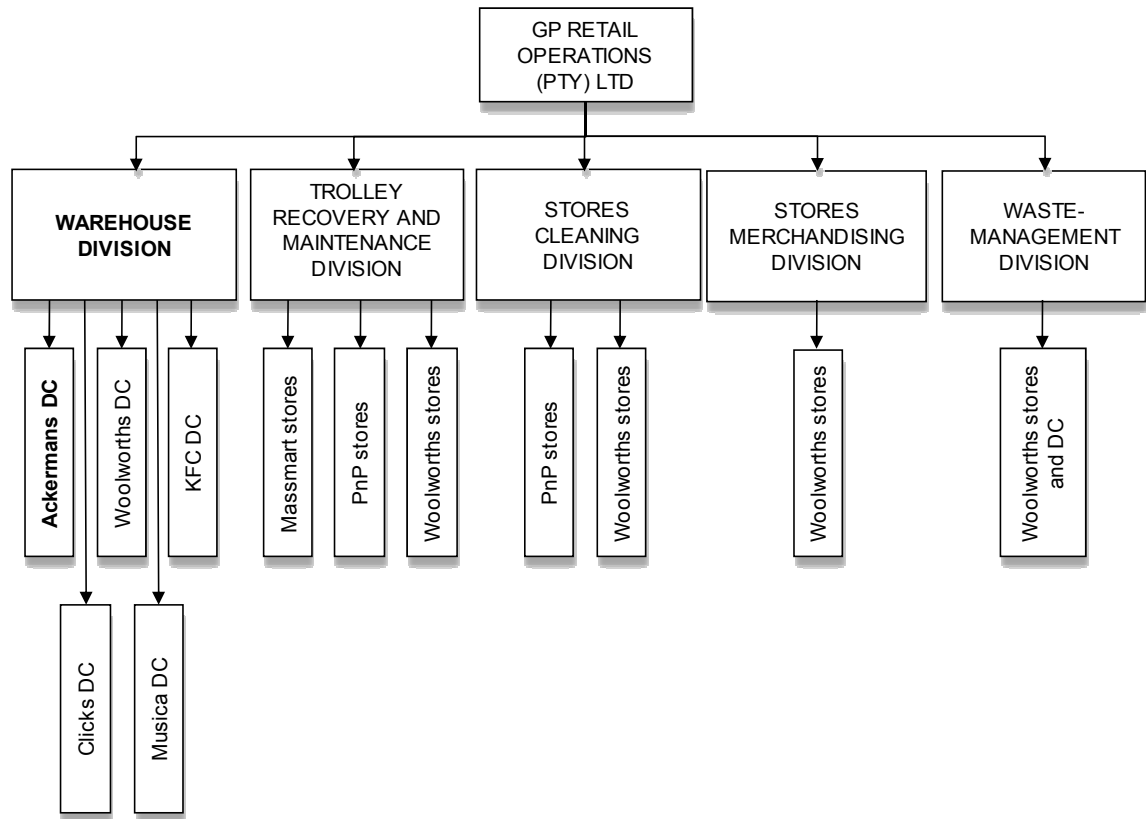 GP RETAIL
OPERATIONS
(PTY) LTD
WAREHOUSE
DIVISION
TROLLEY
RECOVERY AND
MAINTENANCE
DIVISION
STORES
CLEANING
DIVISION
STORES
MERCHANDISING
DIVISION
WASTE-
MANAGEMENT
DIVISION
Ackermans DC
Woolworths DC
KFC DC
Massmart stores
PnP stores
Woolworths stores
PnP stores
Woolworths stores
Woolworths stores
Woolworths stores
and DC
Clicks DC
Musica DC